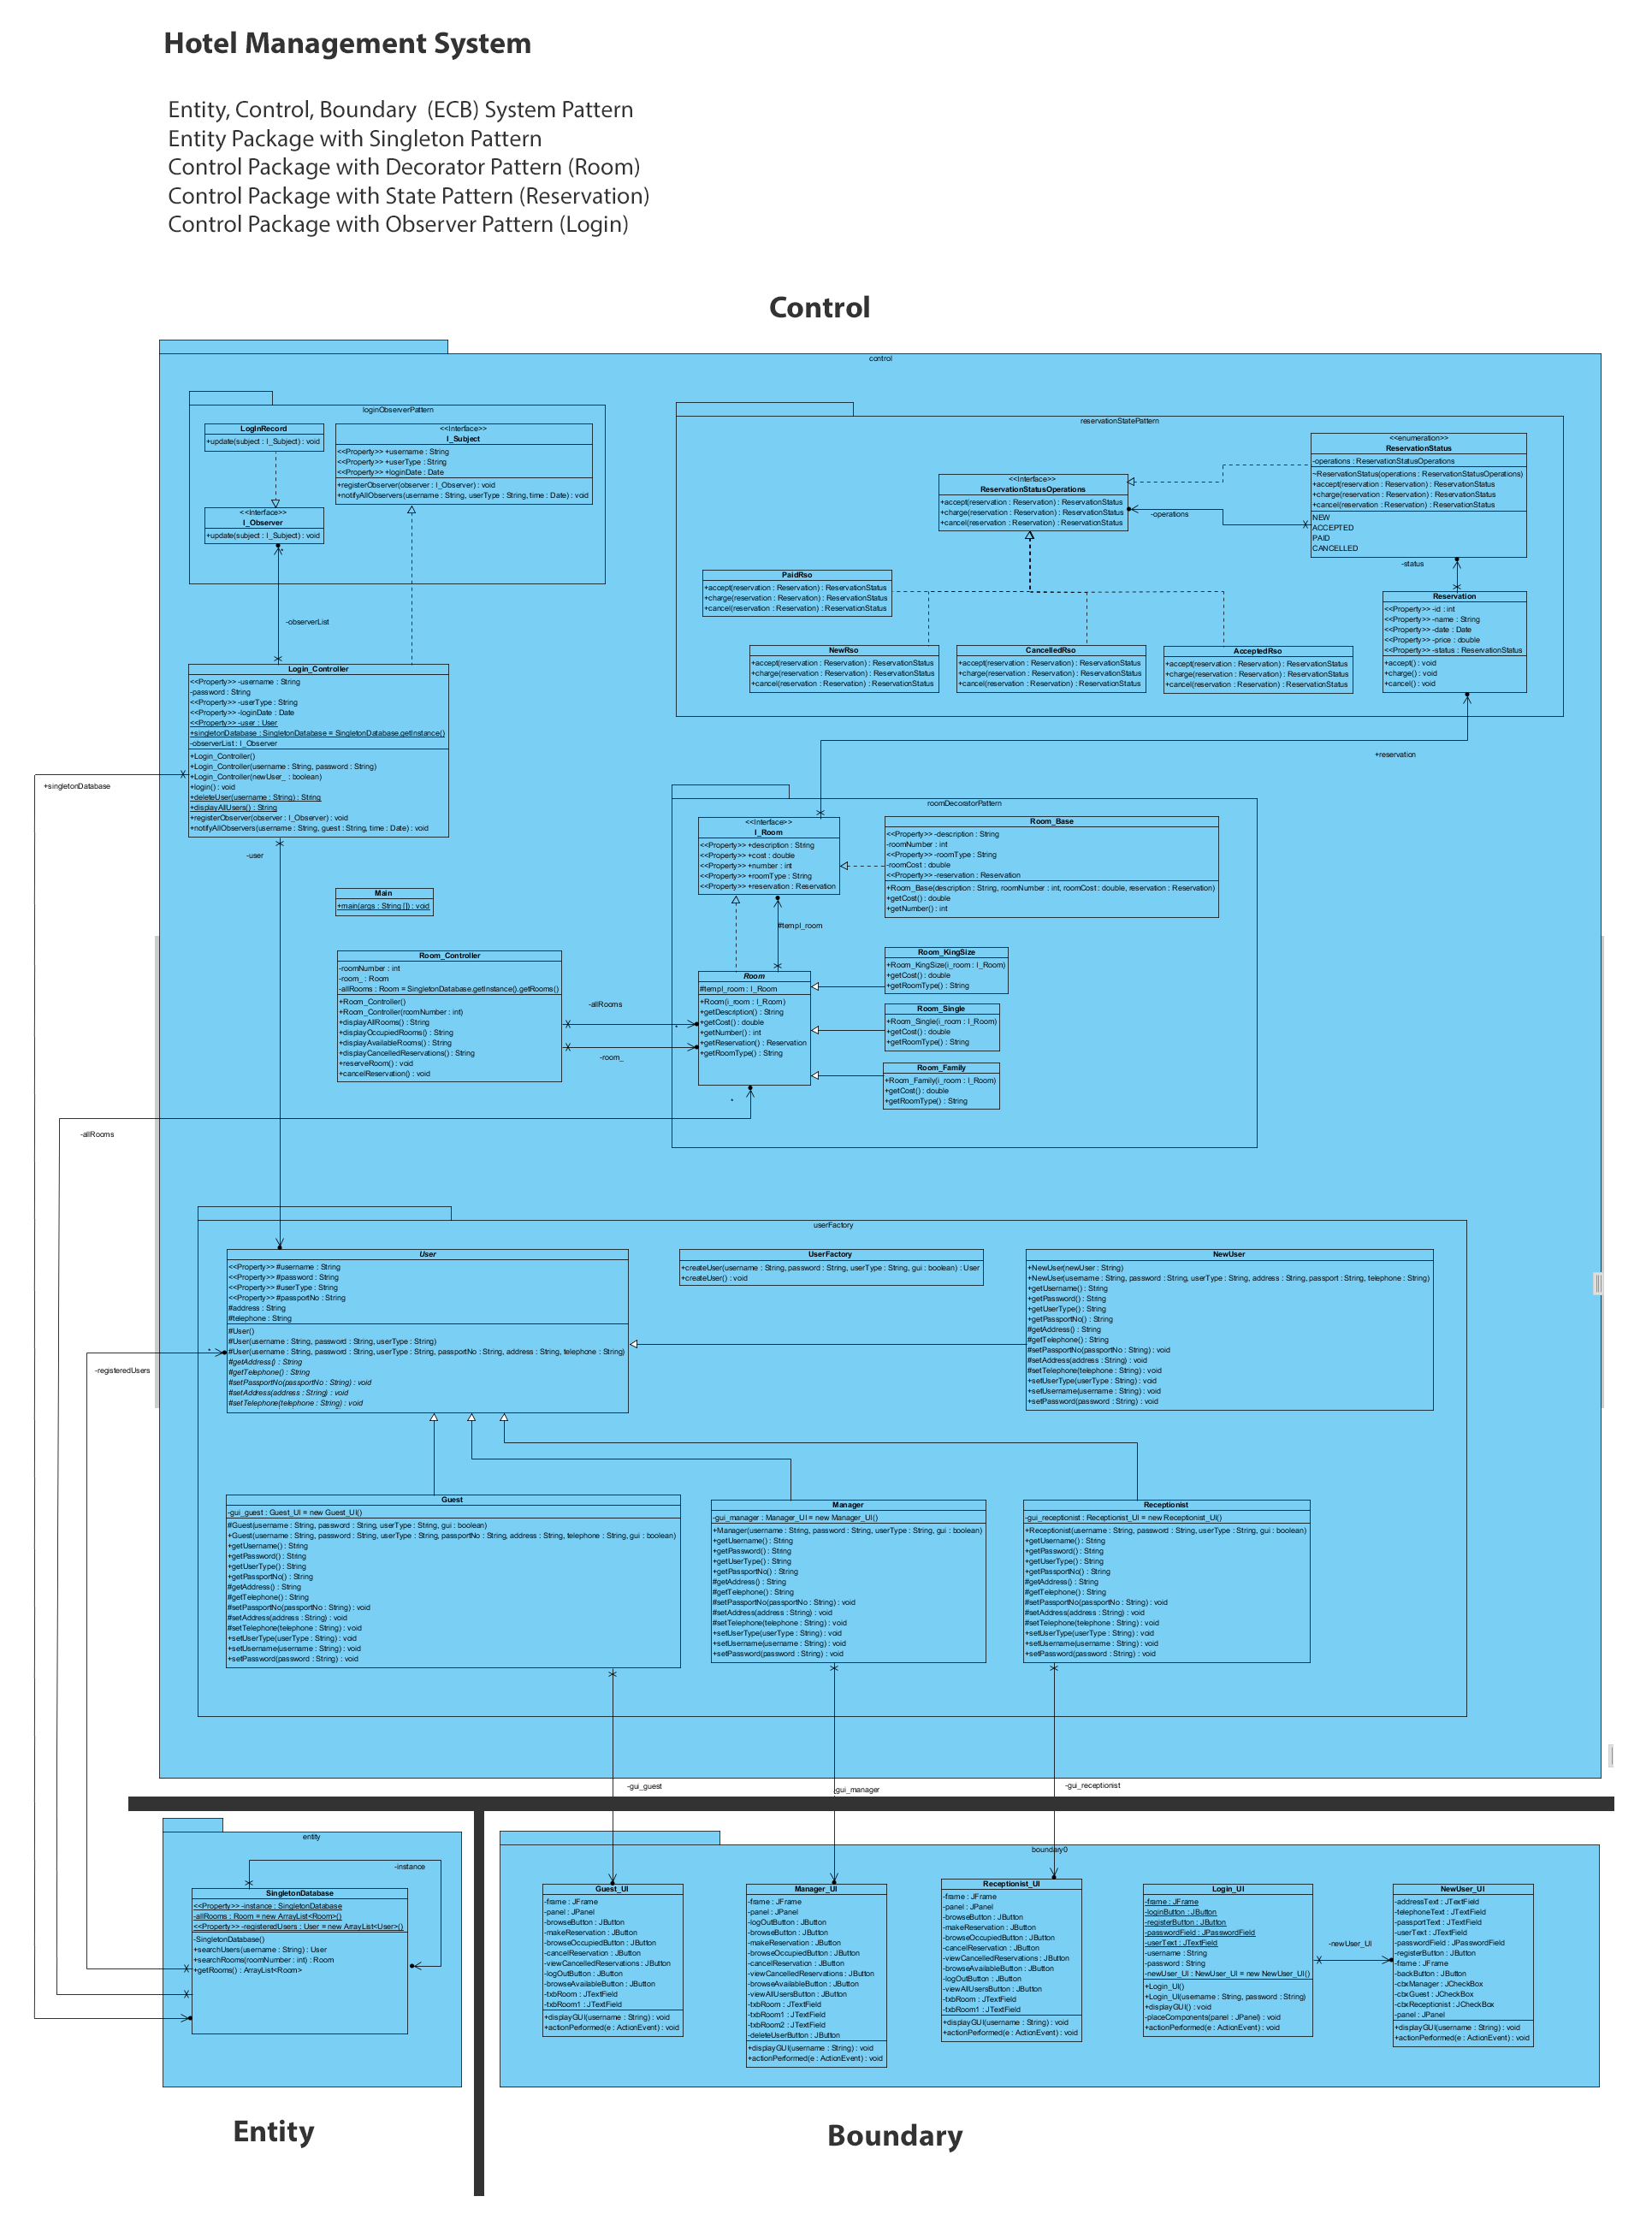 Hotel Management System
Entity, Control, Boundary (ECB) System Pattern
Entity Package with Singleton Pattern
Control Package with Decorator Pattern (Room)
Control Package with State Pattern (Reservation)
Control Package with Observer Pattern (Login)
Control
control
loginObserverPattern
LogInRecord
+update(subject : I_Subject) : void
<<Interface>>
I_Subject
<<Property>> +username : String
<<Property>> +userType : String
<<Property>> +loginDate : Date
+registerObserver(observer : I_Observer) : void
+notifyAllObservers(username : String, userType : String, time : Date) : void
<<Interface>>
I_Observer
+update(subject : I_Subject) : void
*
-observerList
reservationStatePattern
<<Interface>>
ReservationStatusOperations
+accept(reservation : Reservation) : ReservationStatus
+charge(reservation : Reservation) : ReservationStatus
+cancel(reservation : Reservation) : ReservationStatus
-operations
<<enumeration>>
ReservationStatus
-operations : ReservationStatusOperations
~ReservationStatus(operations : ReservationStatusOperations)
+accept(reservation : Reservation) : ReservationStatus
+charge(reservation : Reservation) : ReservationStatus
+cancel(reservation : Reservation) : ReservationStatus
NEW
ACCEPTED
PAID
CANCELLED
-status
PaidRso
+accept(reservation : Reservation) : ReservationStatus
+charge(reservation : Reservation) : ReservationStatus
+cancel(reservation : Reservation) : ReservationStatus
NewRso
+accept(reservation : Reservation) : ReservationStatus
+charge(reservation : Reservation) : ReservationStatus
+cancel(reservation : Reservation) : ReservationStatus
CancelledRso
+accept(reservation : Reservation) : ReservationStatus
+charge(reservation : Reservation) : ReservationStatus
+cancel(reservation : Reservation) : ReservationStatus
AcceptedRso
+accept(reservation : Reservation) : ReservationStatus
+charge(reservation : Reservation) : ReservationStatus
+cancel(reservation : Reservation) : ReservationStatus
Reservation
<<Property>> -id : int
<<Property>> -name : String
<<Property>> -date : Date
<<Property>> -price : double
<<Property>> -status : ReservationStatus
+accept() : void
+charge() : void
+cancel() : void
+reservation
Login_Controller
<<Property>> -username : String
-password : String
<<Property>> -userType : String
<<Property>> -loginDate : Date
<<Property>> -user : User
+singletonDatabase : SingletonDatabase = SingletonDatabase.getInstance()
-observerList : I_Observer
+Login_Controller()
+Login_Controller(username : String, password : String)
+Login_Controller(newUser_ : boolean)
+login() : void
+deleteUser(username : String) : String
+displayAllUsers() : String
+registerObserver(observer : I_Observer) : void
+notifyAllObservers(username : String, guest : String, time : Date) : void
+singletonDatabase
-user
Main
+main(args : String []) : void
roomDecoratorPattern
<<Interface>>
I_Room
<<Property>> +description : String
<<Property>> +cost : double
<<Property>> +number : int
<<Property>> +roomType : String
<<Property>> +reservation : Reservation
Room_Base
<<Property>> -description : String
-roomNumber : int
<<Property>> -roomType : String
-roomCost : double
<<Property>> -reservation : Reservation
+Room_Base(description : String, roomNumber : int, roomCost : double, reservation : Reservation)
+getCost() : double
+getNumber() : int
#templ_room
Room_Controller
-roomNumber : int
-room_ : Room
-allRooms : Room = SingletonDatabase.getInstance().getRooms()
+Room_Controller()
+Room_Controller(roomNumber : int)
+displayAllRooms() : String
+displayOccupiedRooms() : String
+displayAvailableRooms() : String
+displayCancelledReservations() : String
+reserveRoom() : void
+cancelReservation() : void
-allRooms
*
-room_
Room
#templ_room : I_Room
+Room(i_room : I_Room)
+getDescription() : String
+getCost() : double
+getNumber() : int
+getReservation() : Reservation
+getRoomType() : String
*
Room_KingSize
+Room_KingSize(i_room : I_Room)
+getCost() : double
+getRoomType() : String
Room_Single
+Room_Single(i_room : I_Room)
+getCost() : double
+getRoomType() : String
Room_Family
+Room_Family(i_room : I_Room)
+getCost() : double
+getRoomType() : String
-allRooms
userFactory
User
<<Property>> #username : String
<<Property>> #password : String
<<Property>> #userType : String
<<Property>> #passportNo : String
#address : String
#telephone : String
#User()
#User(username : String, password : String, userType : String)
#User(username : String, password : String, userType : String, passportNo : String, address : String, telephone : String)
#getAddress() : String
#getTelephone() : String
#setPassportNo(passportNo : String) : void
#setAddress(address : String) : void
#setTelephone(telephone : String) : void
*
-registeredUsers
UserFactory
+createUser(username : String, password : String, userType : String, gui : boolean) : User
+createUser() : void
NewUser
+NewUser(newUser : String)
+NewUser(username : String, password : String, userType : String, address : String, passport : String, telephone : String)
+getUsername() : String
+getPassword() : String
+getUserType() : String
+getPassportNo() : String
#getAddress() : String
#getTelephone() : String
#setPassportNo(passportNo : String) : void
#setAddress(address : String) : void
#setTelephone(telephone : String) : void
+setUserType(userType : String) : void
+setUsername(username : String) : void
+setPassword(password : String) : void
Guest
-gui_guest : Guest_UI = new Guest_UI()
#Guest(username : String, password : String, userType : String, gui : boolean)
+Guest(username : String, password : String, userType : String, passportNo : String, address : String, telephone : String, gui : boolean)
+getUsername() : String
+getPassword() : String
+getUserType() : String
+getPassportNo() : String
#getAddress() : String
#getTelephone() : String
#setPassportNo(passportNo : String) : void
#setAddress(address : String) : void
#setTelephone(telephone : String) : void
+setUserType(userType : String) : void
+setUsername(username : String) : void
+setPassword(password : String) : void
Manager
-gui_manager : Manager_UI = new Manager_UI()
+Manager(username : String, password : String, userType : String, gui : boolean)
+getUsername() : String
+getPassword() : String
+getUserType() : String
+getPassportNo() : String
#getAddress() : String
#getTelephone() : String
#setPassportNo(passportNo : String) : void
#setAddress(address : String) : void
#setTelephone(telephone : String) : void
+setUserType(userType : String) : void
+setUsername(username : String) : void
+setPassword(password : String) : void
Receptionist
-gui_receptionist : Receptionist_UI = new Receptionist_UI()
+Receptionist(username : String, password : String, userType : String, gui : boolean)
+getUsername() : String
+getPassword() : String
+getUserType() : String
+getPassportNo() : String
#getAddress() : String
#getTelephone() : String
#setPassportNo(passportNo : String) : void
#setAddress(address : String) : void
#setTelephone(telephone : String) : void
+setUserType(userType : String) : void
+setUsername(username : String) : void
+setPassword(password : String) : void
-gui_guest
-gui_manager
-gui_receptionist
entity
-instance
SingletonDatabase
<<Property>> -instance : SingletonDatabase
-allRooms : Room = new ArrayList<Room>()
<<Property>> -registeredUsers : User = new ArrayList<User>()
-SingletonDatabase()
+searchUsers(username : String) : User
+searchRooms(roomNumber : int) : Room
+getRooms() : ArrayList<Room>
boundary0
Guest_UI
-frame : JFrame
-panel : JPanel
-browseButton : JButton
-makeReservation : JButton
-browseOccupiedButton : JButton
-cancelReservation : JButton
-viewCancelledReservations : JButton
-logOutButton : JButton
-browseAvailableButton : JButton
-txbRoom : JTextField
-txbRoom1 : JTextField
+displayGUI(username : String) : void
+actionPerformed(e : ActionEvent) : void
Manager_UI
-frame : JFrame
-panel : JPanel
-logOutButton : JButton
-browseButton : JButton
-makeReservation : JButton
-browseOccupiedButton : JButton
-cancelReservation : JButton
-viewCancelledReservations : JButton
-browseAvailableButton : JButton
-viewAllUsersButton : JButton
-txbRoom : JTextField
-txbRoom1 : JTextField
-txbRoom2 : JTextField
-deleteUserButton : JButton
+displayGUI(username : String) : void
+actionPerformed(e : ActionEvent) : void
Receptionist_UI
-frame : JFrame
-panel : JPanel
-browseButton : JButton
-makeReservation : JButton
-browseOccupiedButton : JButton
-cancelReservation : JButton
-viewCancelledReservations : JButton
-browseAvailableButton : JButton
-logOutButton : JButton
-viewAllUsersButton : JButton
-txbRoom : JTextField
-txbRoom1 : JTextField
+displayGUI(username : String) : void
+actionPerformed(e : ActionEvent) : void
Login_UI
-frame : JFrame
-loginButton : JButton
-registerButton : JButton
-passwordField : JPasswordField
-userText : JTextField
-username : String
-password : String
-newUser_UI : NewUser_UI = new NewUser_UI()
+Login_UI()
+Login_UI(username : String, password : String)
+displayGUI() : void
-placeComponents(panel : JPanel) : void
+actionPerformed(e : ActionEvent) : void
-newUser_UI
NewUser_UI
-addressText : JTextField
-telephoneText : JTextField
-passportText : JTextField
-userText : JTextField
-passwordField : JPasswordField
-registerButton : JButton
-frame : JFrame
-backButton : JButton
-cbxManager : JCheckBox
-cbxGuest : JCheckBox
-cbxReceptionist : JCheckBox
-panel : JPanel
+displayGUI(username : String) : void
+actionPerformed(e : ActionEvent) : void
Entity
Boundary